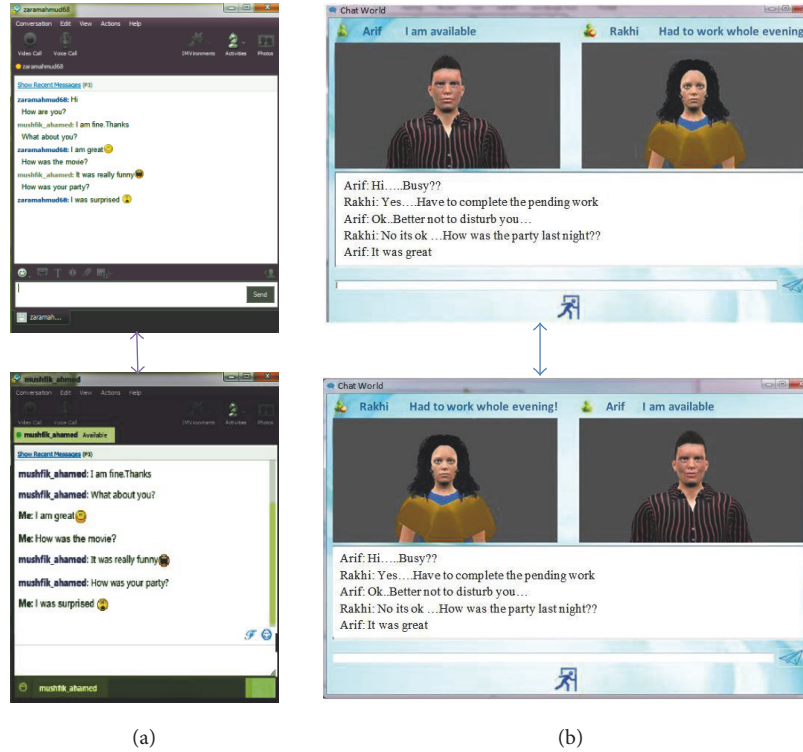 zaramahmud68
Conversation Edit View Actions Help
Video Call Voice Call IMVironments Activities Photos
zaramahmud68
Show Recent Messages (F3)
zaramahmud68: Hi
How are you?
mushfik_ahamed: I am fine.Thanks
What about you?
zaramahmud68: I am great
How was the movie?
mushfik_ahamed: It was really funny
How was your party?
zaramahmud68: I was surprised
Send
zaramah...
mushfik_ahmed
Conversation Edit View Actions Help
Video Call Voice Call IMVironments Activities Photos
mushfik_ahamed Available
Show Recent Messages (F3)
mushfik_ahamed: I am fine.Thanks
mushfik_ahamed: What about you?
Me: I am great
Me: How was the movie?
mushfik_ahamed: It was really funny
mushfik_ahamed: How was your party?
Me: I was surprised
mushfik_ahamed
(a)
Chat World
Arif I am available Rakhi Had to work whole evening
Arif: Hi.....Busy??
Rakhi: Yes....Have to complete the pending work
Arif: Ok..Better not to disturb you...
Rakhi: No its ok ...How was the party last night??
Arif: It was great
Chat World
Rakhi Had to work whole evening! Arif I am available
Arif: Hi.....Busy??
Rakhi: Yes....Have to complete the pending work
Arif: Ok..Better not to disturb you...
Rakhi: No its ok ...How was the party last night??
Arif: It was great
(b)